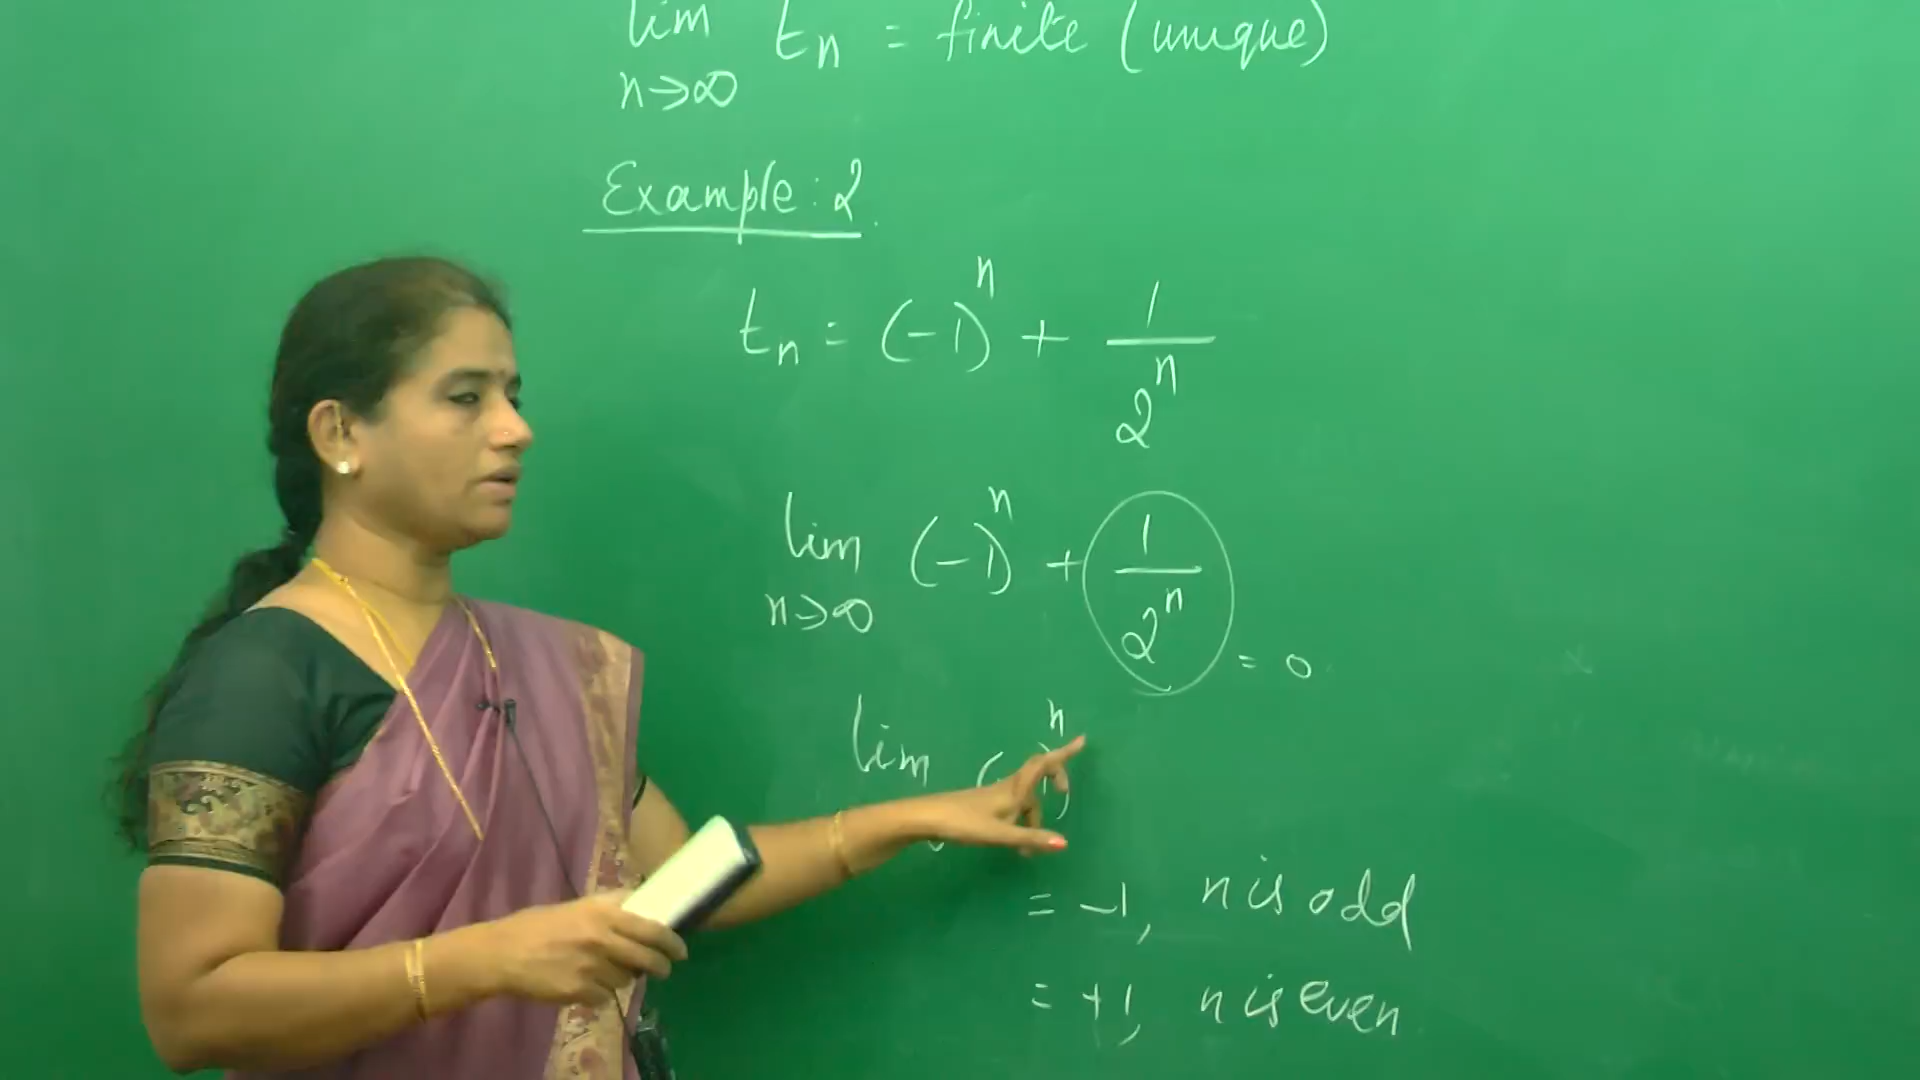 lim tn = finite (unique)
n→∞
Example: 2
tn = (-1)^n + 1/2^n
lim (-1)^n + 1/2^n = 0
n→∞
lim ( 1)^n
= -1, n is odd
= +1, n is even